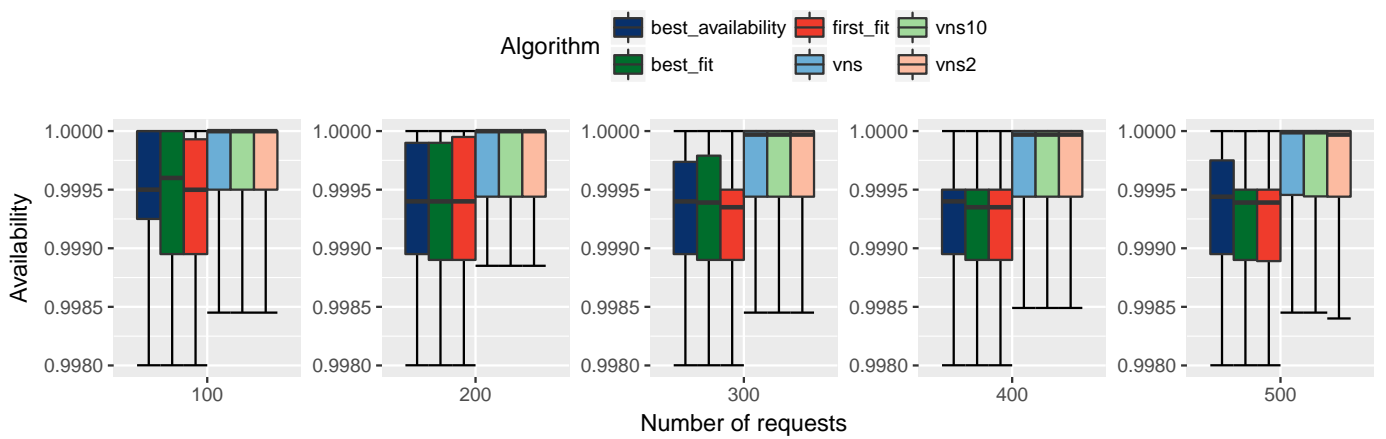 Algorithm
best_availability first_fit vns10
best_fit vns vns2
Availability
1.0000 1.0000 1.0000 1.0000 1.0000
0.9995 0.9995 0.9995 0.9995 0.9995
0.9990 0.9990 0.9990 0.9990 0.9990
0.9985 0.9985 0.9985 0.9985 0.9985
0.9980 0.9980 0.9980 0.9980 0.9980
100 200 300 400 500
Number of requests